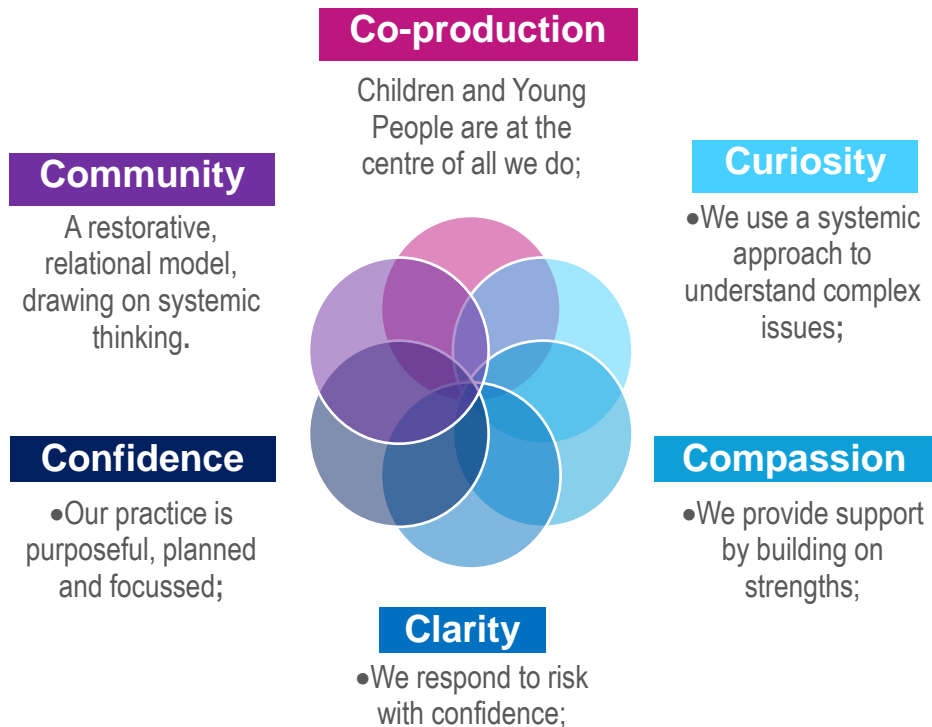 Co-production
Children and Young
People are at the
centre of all we do;
Curiosity
•We use a systemic
approach to
understand complex
issues;
Compassion
•We provide support
by building on
strengths;
Clarity
•We respond to risk
with confidence;
Confidence
•Our practice is
purposeful, planned
and focussed;
Community
A restorative,
relational model,
drawing on systemic
thinking.